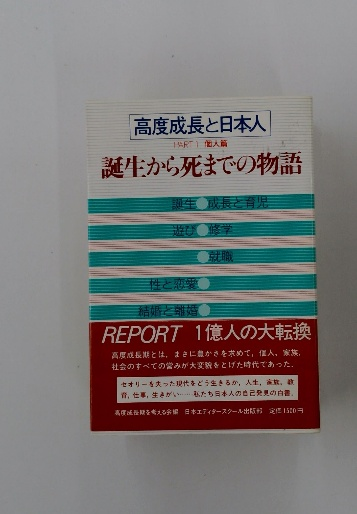 高度成長と日本人
PART 1 個人篇
誕生から死までの物語
誕生●成長と育児
遊び●修学
●就職
性と恋愛●
結婚と離婚●
REPORT 1億人の大転換
高度成長期とは、まさに豊かさを求めて、個人、家族、
社会のすべての営みが大変貌をとげた時代であった。
セオリーを失った現代をどう生きるか。人生、家族、教
育、仕事、生きがい……私たち日本人の自己発見の白書。
高度成長期を考える会編 日本エディタースクール出版部 定価1500円